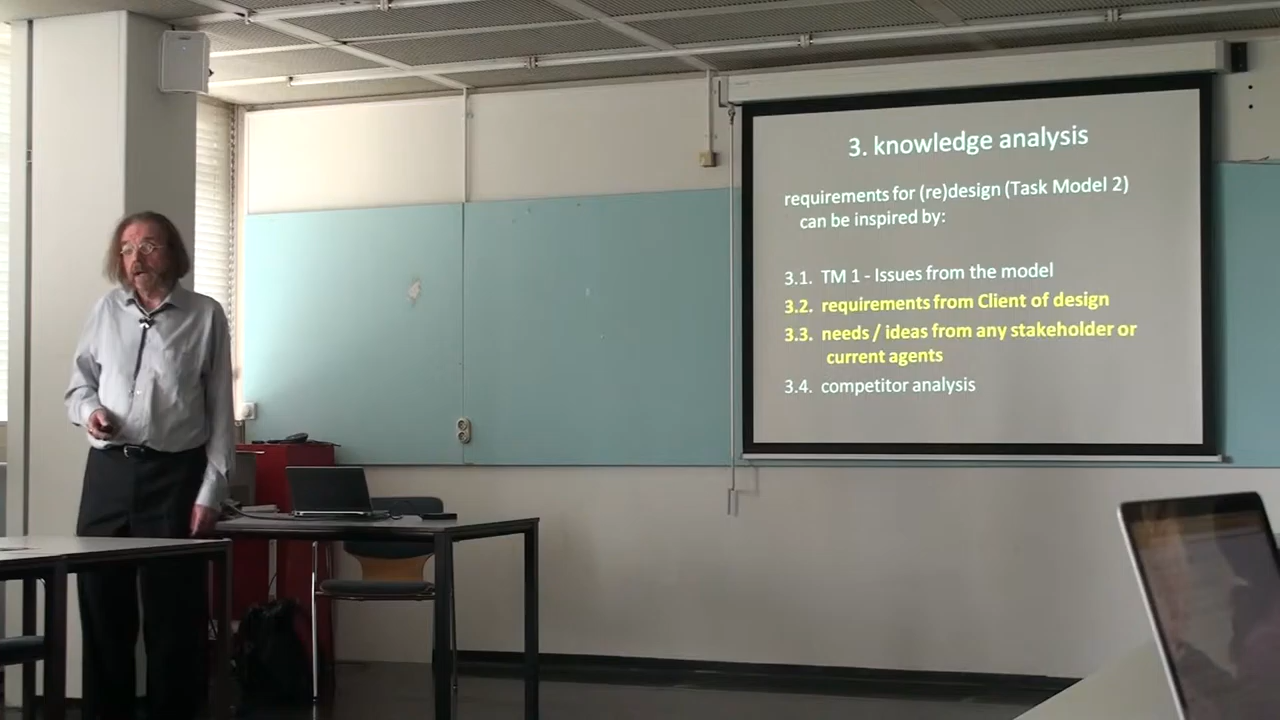 3. knowledge analysis
requirements for (re)design (Task Model 2)
can be inspired by:
3.1. TM 1 - Issues from the model
3.2. requirements from Client of design
3.3. needs / ideas from any stakeholder or
current agents
3.4. competitor analysis